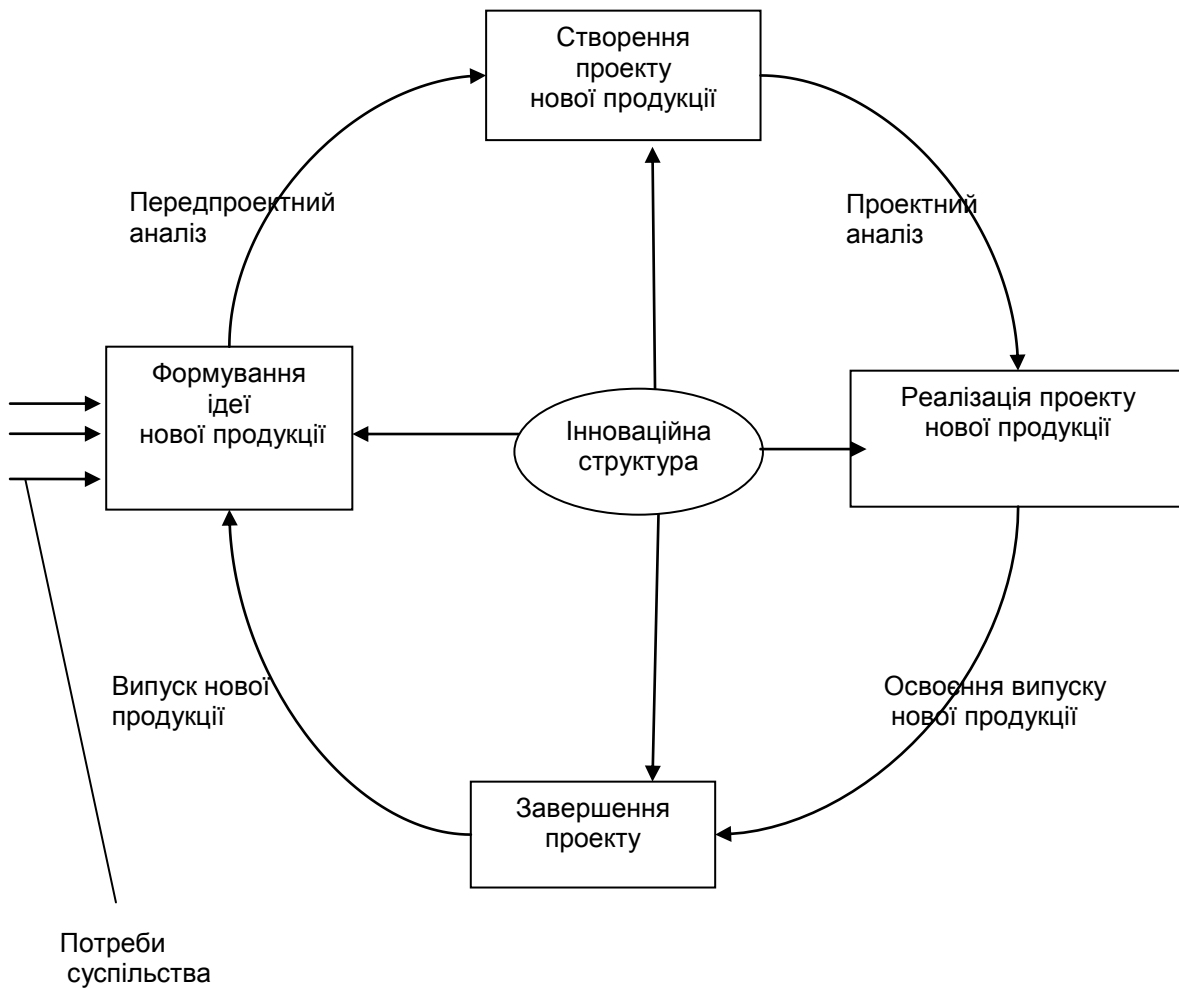 Створення
проекту
нової продукції
Передпроектний
аналіз
Проектний
аналіз
Формування
ідеї
нової продукції
Інноваційна
структура
Реалізація проекту
нової продукції
Випуск нової
продукції
Освоєння випуску
нової продукції
Завершення
проекту
Потреби
суспільства